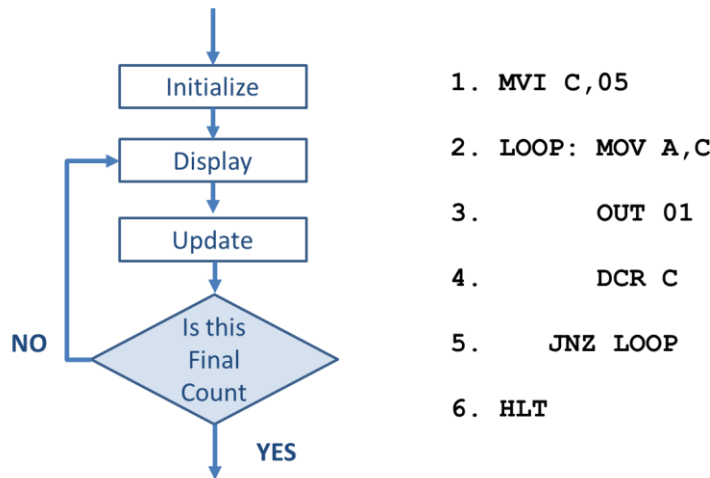 Initialize
Display
Update
Is this
Final
Count
NO
YES
1. MVI C,05
2. LOOP: MOV A,C
3. OUT 01
4. DCR C
5. JNZ LOOP
6. HLT